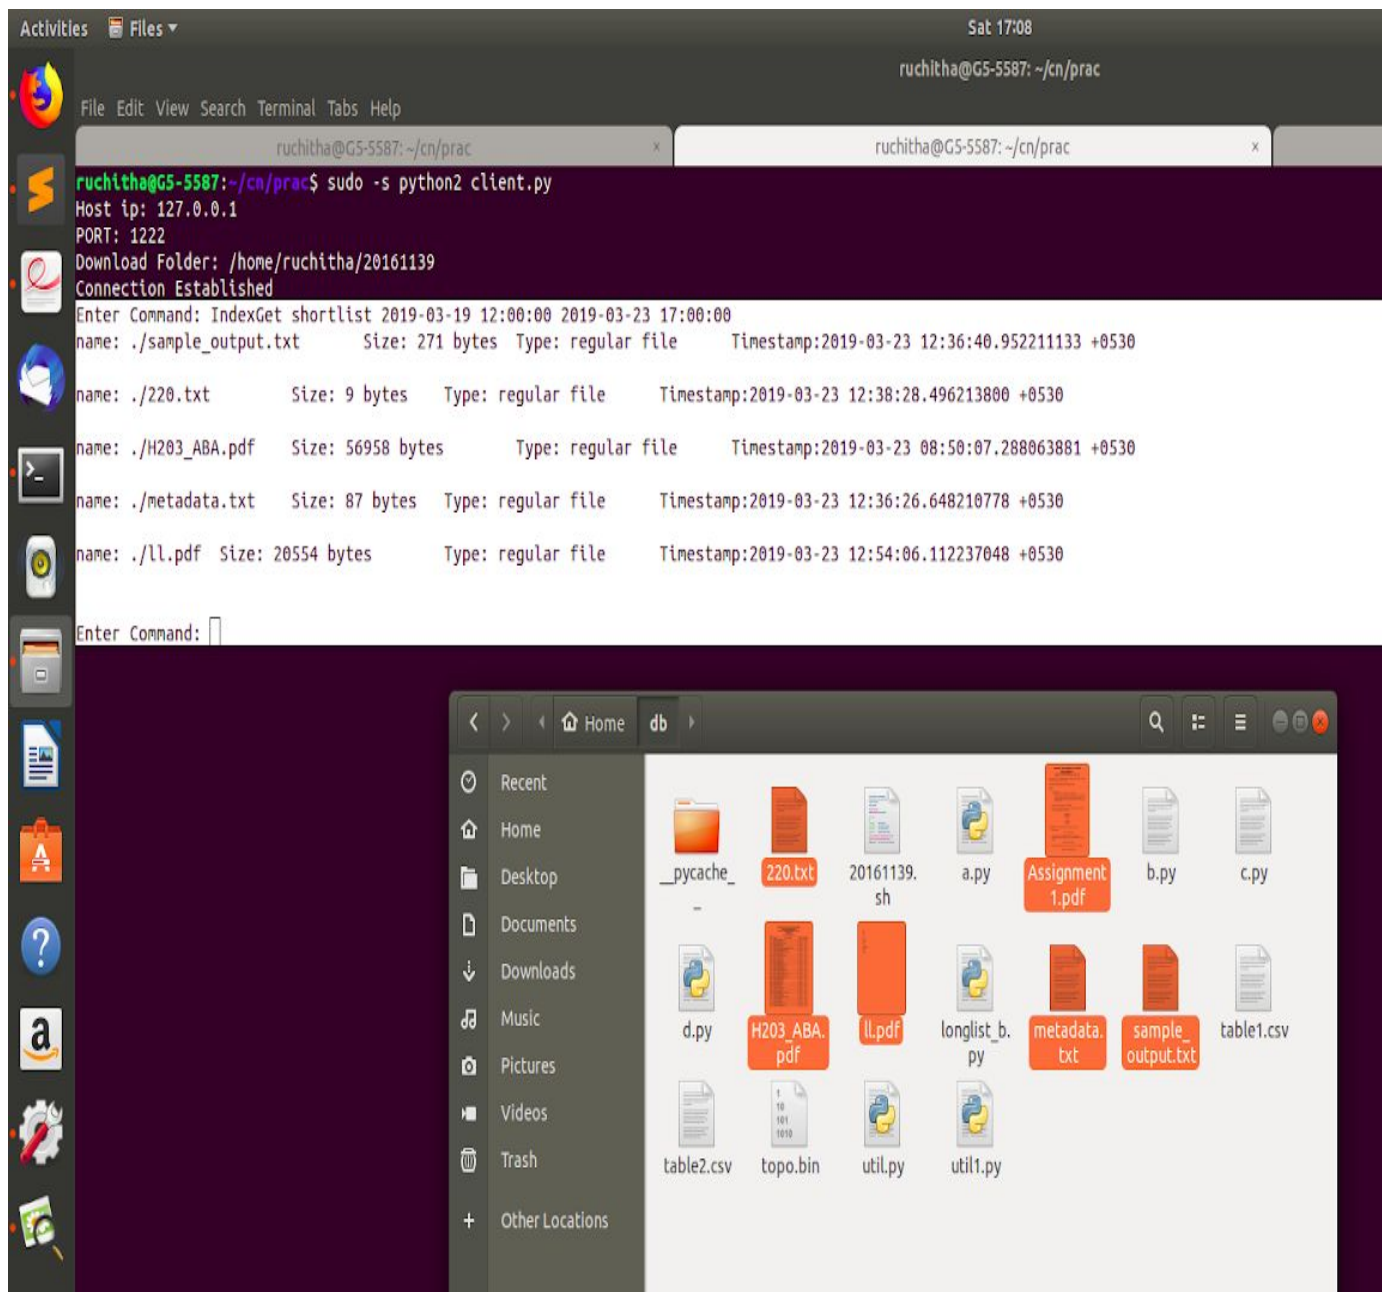 Activities Files Sat 17:08
ruchitha@G5-5587: ~/cn/prac
File Edit View Search Terminal Tabs Help
ruchitha@G5-5587: ~/cn/prac × ruchitha@G5-5587: ~/cn/prac ×
ruchitha@G5-5587:~/cn/prac$ sudo -s python2 client.py
Host ip: 127.0.0.1
PORT: 1222
Download Folder: /home/ruchitha/20161139
Connection Established
Enter Command: IndexGet shortlist 2019-03-19 12:00:00 2019-03-23 17:00:00
name: ./sample_output.txt Size: 271 bytes Type: regular file Timestamp:2019-03-23 12:36:40.952211133 +0530
name: ./220.txt Size: 9 bytes Type: regular file Timestamp:2019-03-23 12:38:28.496213800 +0530
name: ./H203_ABA.pdf Size: 56958 bytes Type: regular file Timestamp:2019-03-23 08:50:07.288063881 +0530
name: ./metadata.txt Size: 87 bytes Type: regular file Timestamp:2019-03-23 12:36:26.648210778 +0530
name: ./ll.pdf Size: 20554 bytes Type: regular file Timestamp:2019-03-23 12:54:06.112237048 +0530
Enter Command:
Home db
Recent
Home
Desktop
Documents
Downloads
Music
Pictures
Videos
Trash
Other Locations
__pycache_
_
220.txt
20161139.
sh
a.py
Assignment
1.pdf
b.py
c.py
d.py
H203_ABA.
pdf
ll.pdf
longlist_b.
py
metadata.
txt
sample_
output.txt
table1.csv
table2.csv
1
10
101
1010
topo.bin
util.py
util1.py